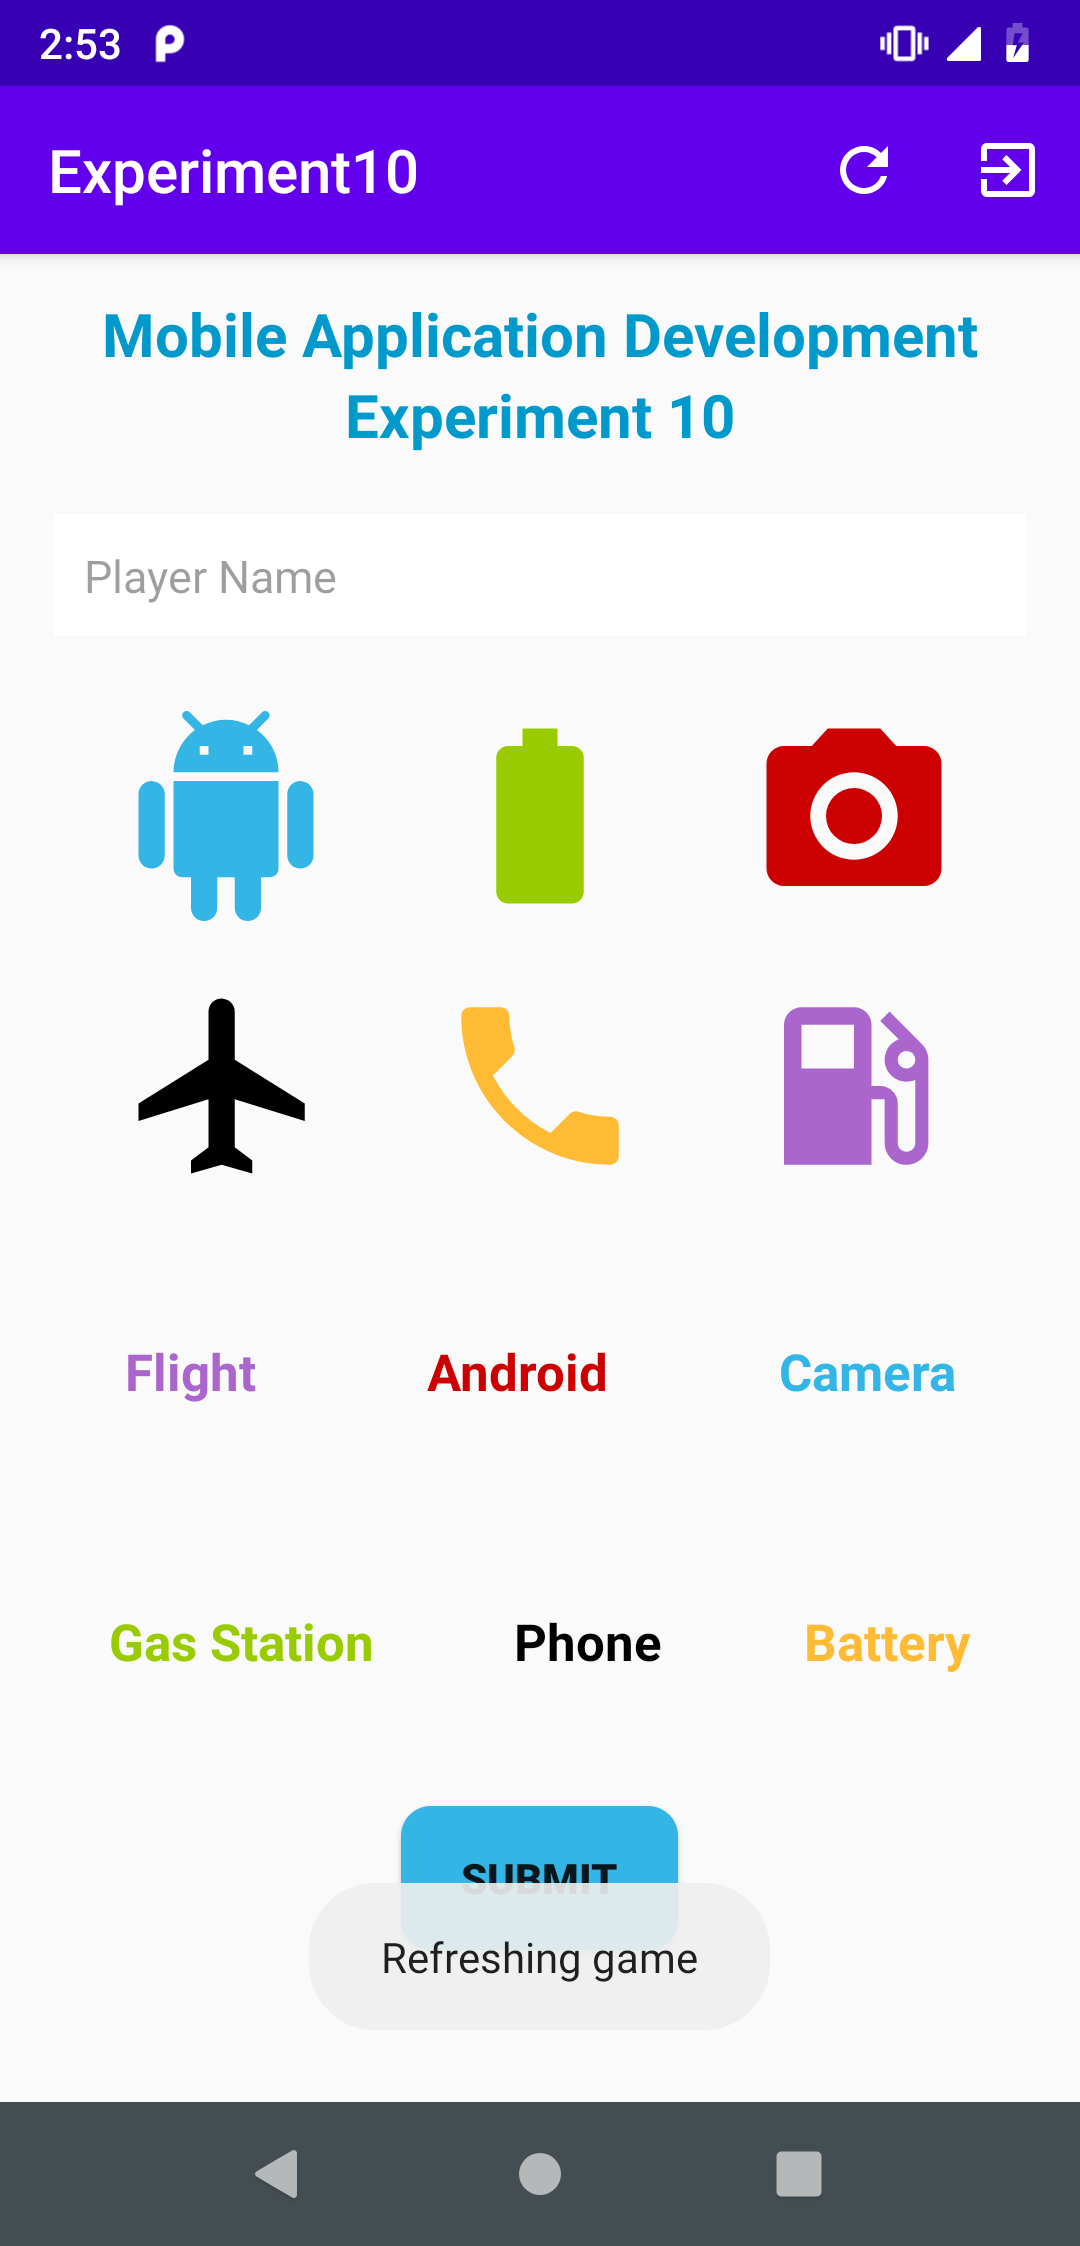 2:53
Experiment10
Mobile Application Development
Experiment 10
Player Name
Flight Android Camera
Gas Station Phone Battery
SUBMIT
Refreshing game